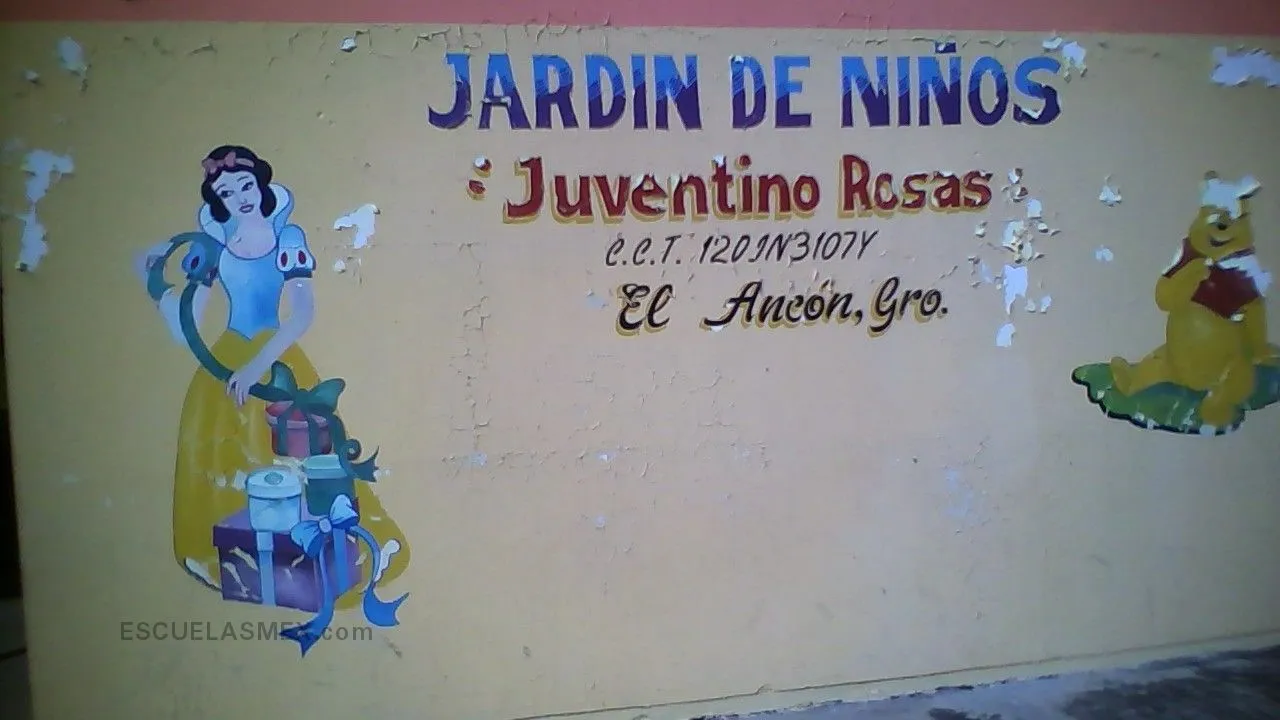 JARDIN DE NIÑOS
"Juventino Rosas"
C.C.T. 12DJN3107Y
El Ancón, Gro.
ESCUELASMEX.com